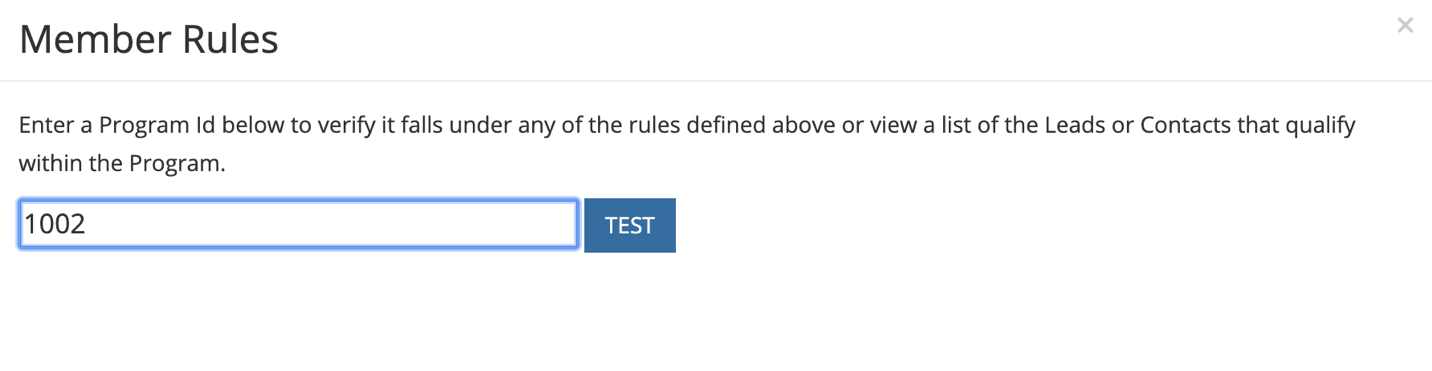 Member Rules
×
Enter a Program Id below to verify it falls under any of the rules defined above or view a list of the Leads or Contacts that qualify
within the Program.
1002
TEST